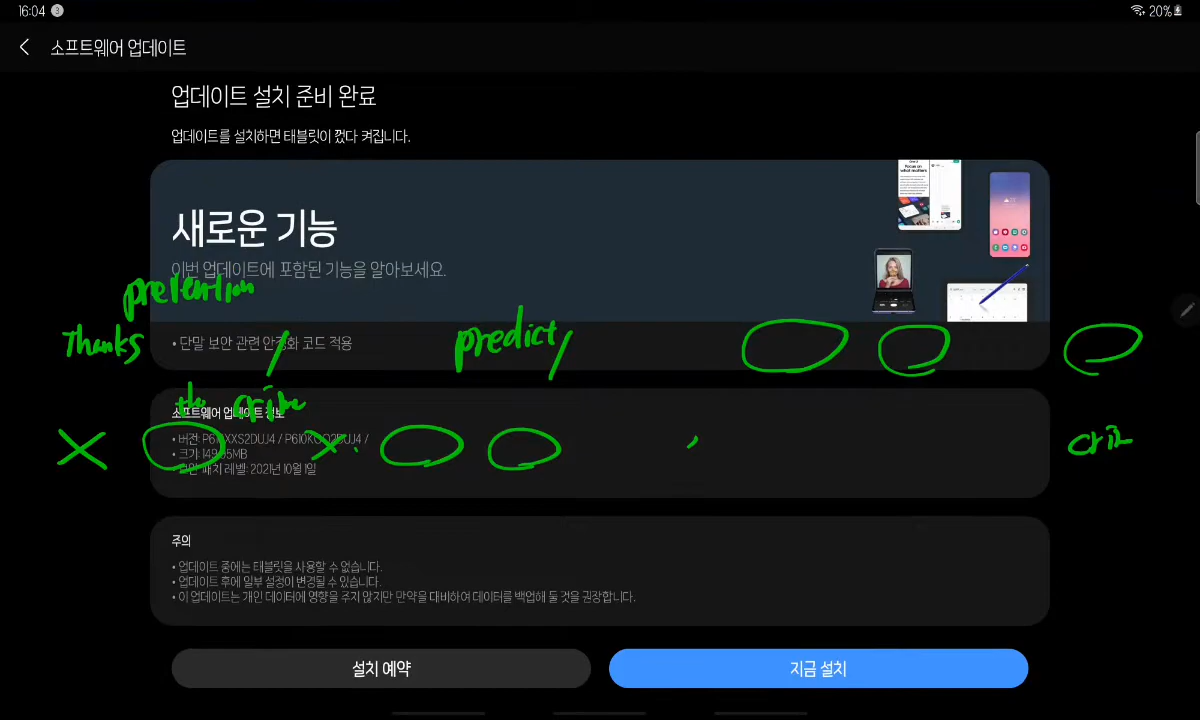 16:04 3
20%
소프트웨어 업데이트
업데이트 설치 준비 완료
업데이트를 설치하면 태블릿이 껐다 켜집니다.
새로운 기능
이번 업데이트에 포함된 기능을 알아보세요.
prevention
Thanks
• 단말 보안 관련 안정화 코드 적용
predict /
the crime
소프트웨어 업데이트 정보
• 버전:
• 크기:
보안 패치 레벨: 2021년 10월 1일
주의
• 업데이트 중에는 태블릿을 사용할 수 없습니다.
• 업데이트 후에 일부 설정이 변경될 수 있습니다.
• 이 업데이트는 개인 데이터에 영향을 주지 않지만 만약을 대비하여 데이터를 백업해 둘 것을 권장합니다.
설치 예약
지금 설치